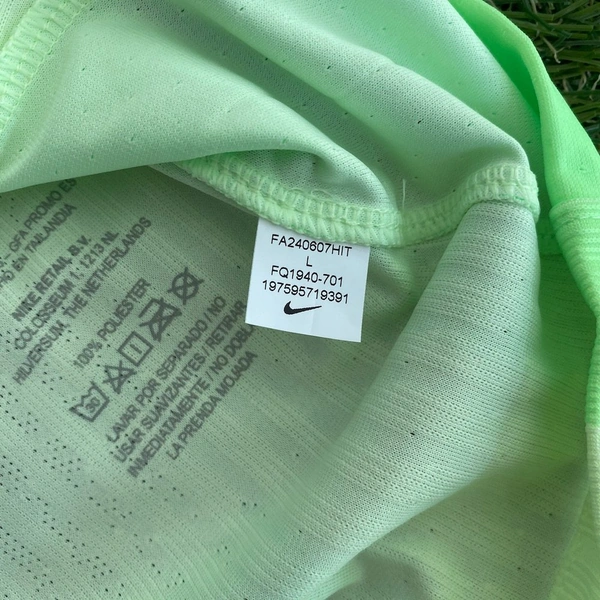 FA240607HIT
L
FQ1940-701
197595719391
GFA PROMO ES
EN TAILANDIA
NIKE RETAIL B.V.
COLOSSEUM 1, 1213 NL
HILVERSUM, THE NETHERLANDS
100% POLIESTER
30
LAVAR POR SEPARADO / NO
USAR SUAVIZANTES / RETIRAR
INMEDIATAMENTE / NO DOBLAR
LA PRENDA MOJADA